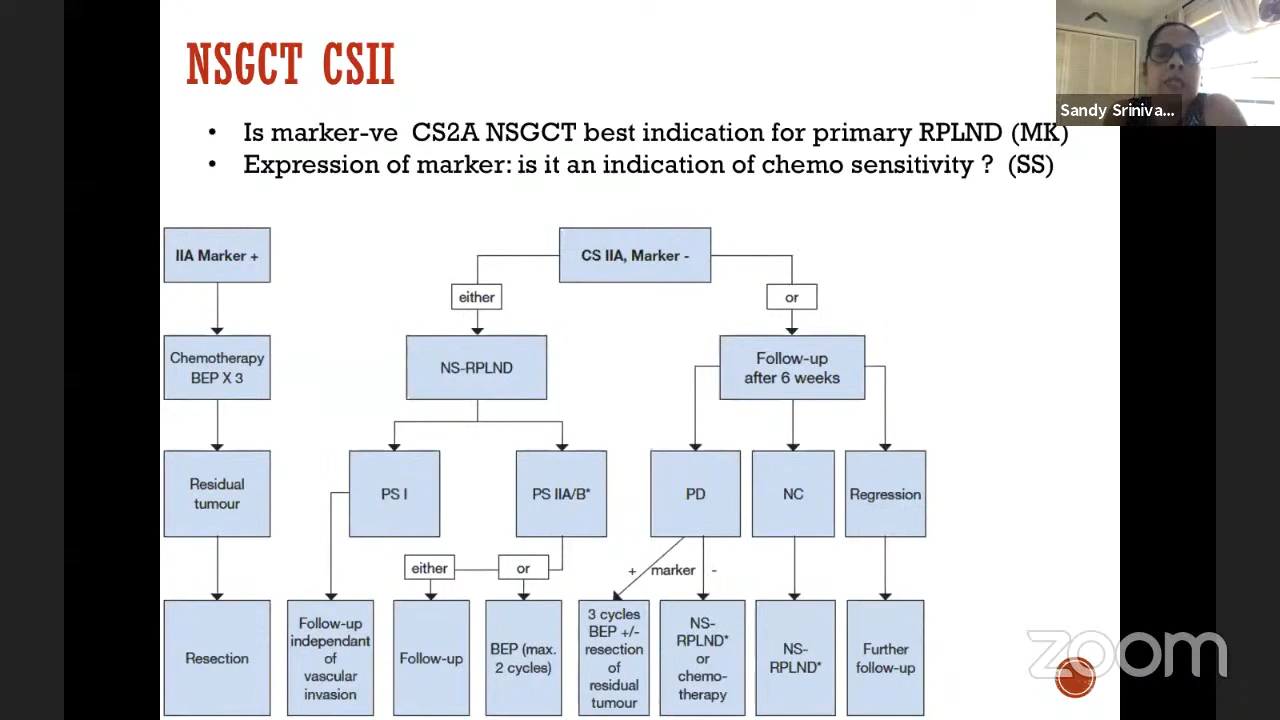 NSGCT CSII
Sandy Sriniva...
• Is marker-ve CS2A NSGCT best indication for primary RPLND (MK)
• Expression of marker: is it an indication of chemo sensitivity ? (SS)
IIA Marker +
CS IIA, Marker -
either
or
Chemotherapy
BEP X 3
NS-RPLND
Follow-up
after 6 weeks
Residual
tumour
PS I
PS IIA/B*
PD
NC
Regression
either
or
+ marker -
Resection
Follow-up
independant
of
vascular
invasion
Follow-up
BEP (max.
2 cycles)
3 cycles
BEP +/-
resection
of
residual
tumour
NS-
RPLND*
or
chemo-
therapy
NS-
RPLND*
Further
follow-up
zoom